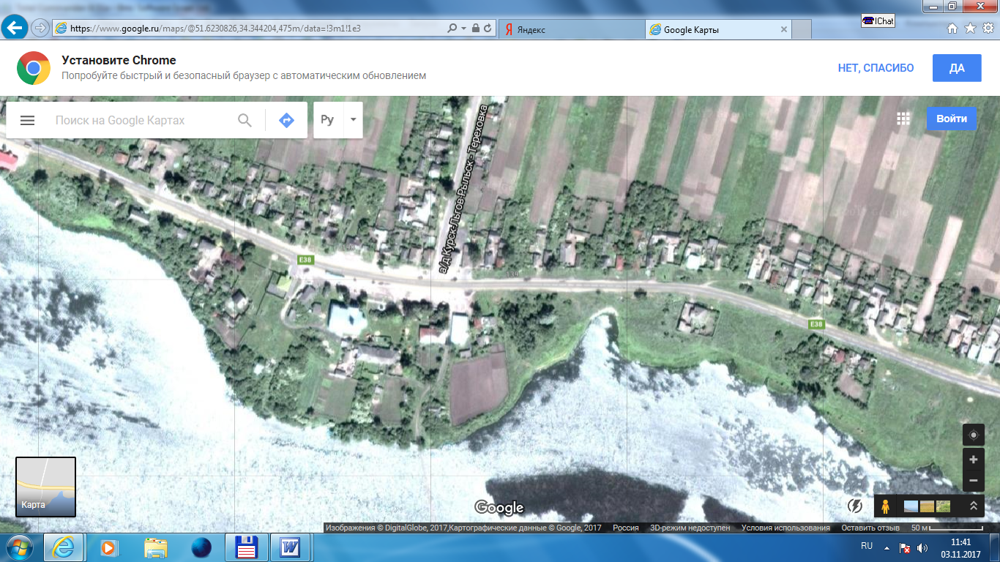 https://www.google.ru/maps/@51.6230826,34.344204,475m/data=!3m1!1e3
Яндекс
Google Карты
IChat
Установите Chrome
Попробуйте быстрый и безопасный браузер с автоматическим обновлением
НЕТ, СПАСИБО
ДА
Поиск на Google Картах
Ру
Войти
а/д Курск-Льгов-Рыльск - Тереховка
E38
E38
Карта
Google
Изображения © DigitalGlobe, 2017,Картографические данные © Google, 2017
Россия
3D-режим недоступен
Условия использования
Оставить отзыв
50 м
RU
11:41
03.11.2017